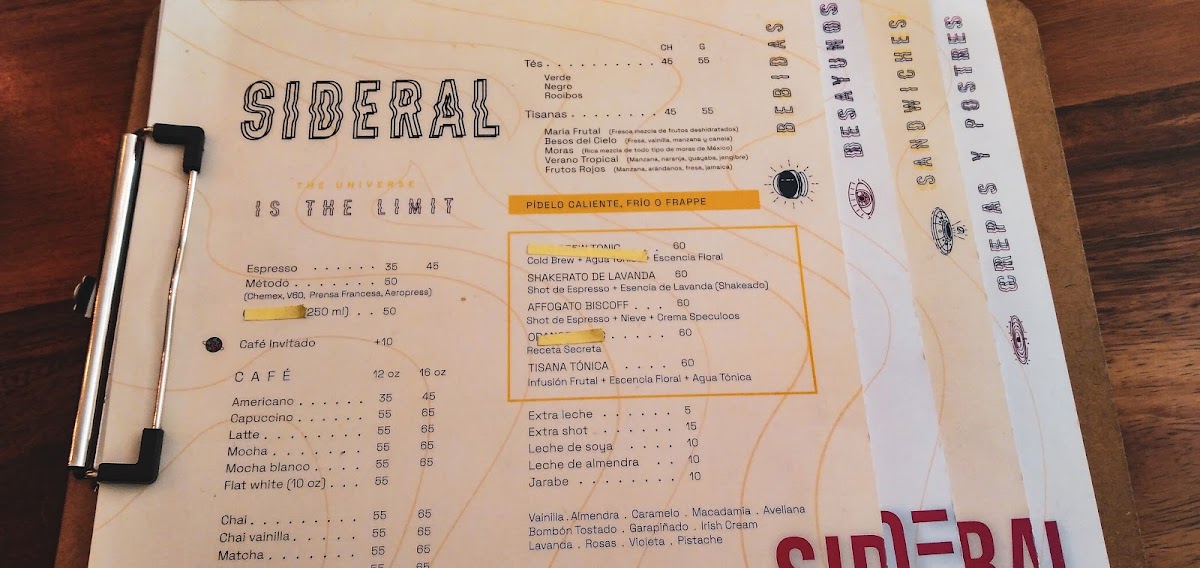 SIDERAL
THE UNIVERSE
IS THE LIMIT
Espresso . . . . . . . 35 45
Método . . . . . . . . 50
(Chemex, V60, Prensa Francesa, Aeropress)
(250 ml) . . 50
Café Invitado +10
CAFÉ 12 oz 16 oz
Americano . . . . . . . 35 45
Capuccino . . . . . . . 55 65
Latte . . . . . . . . . . 55 65
Mocha . . . . . . . . . 55 65
Mocha blanco . . . . . 55 65
Flat white (10 oz) . . . 55
Chai . . . . . . . . . . . 55 65
Chai vainilla . . . . . . 55 65
Matcha . . . . . . . . . 55 65
CH G
Tés . . . . . . . . . . 45 55
Verde
Negro
Rooibos
Tisanas . . . . . . . . 45 55
Maria Frutal (Fresca mezcla de frutos deshidratados)
Besos del Cielo (Fresa, vainilla, manzana y canela)
Moras (Rica mezcla de todo tipo de moras de México)
Verano Tropical (Manzana, naranja, guayaba, jengibre)
Frutos Rojos (Manzana, arándanos, fresa, jamaica)
PÍDELO CALIENTE, FRÍO O FRAPPE
TONIC . . 60
Cold Brew + Agua + Escencia Floral
SHAKERATO DE LAVANDA 60
Shot de Espresso + Esencia de Lavanda (Shakeado)
AFFOGATO BISCOFF . . . 60
Shot de Espresso + Nieve + Crema Speculoos
. . . . . . 60
Receta Secreta
TISANA TÓNICA . . . . . 60
Infusión Frutal + Escencia Floral + Agua Tónica
Extra leche . . . . . . . 5
Extra shot . . . . . . . 15
Leche de soya . . . . 10
Leche de almendra . . 10
Jarabe . . . . . . . . 10
Vainilla . Almendra . Caramelo . Macadamia . Avellana
Bombón Tostado . Garapiñado . Irish Cream
Lavanda . Rosas . Violeta . Pistache
BEBIDAS
DESAYUNOS
SANDWICHES
CREPAS Y POSTRES
SIDERAL